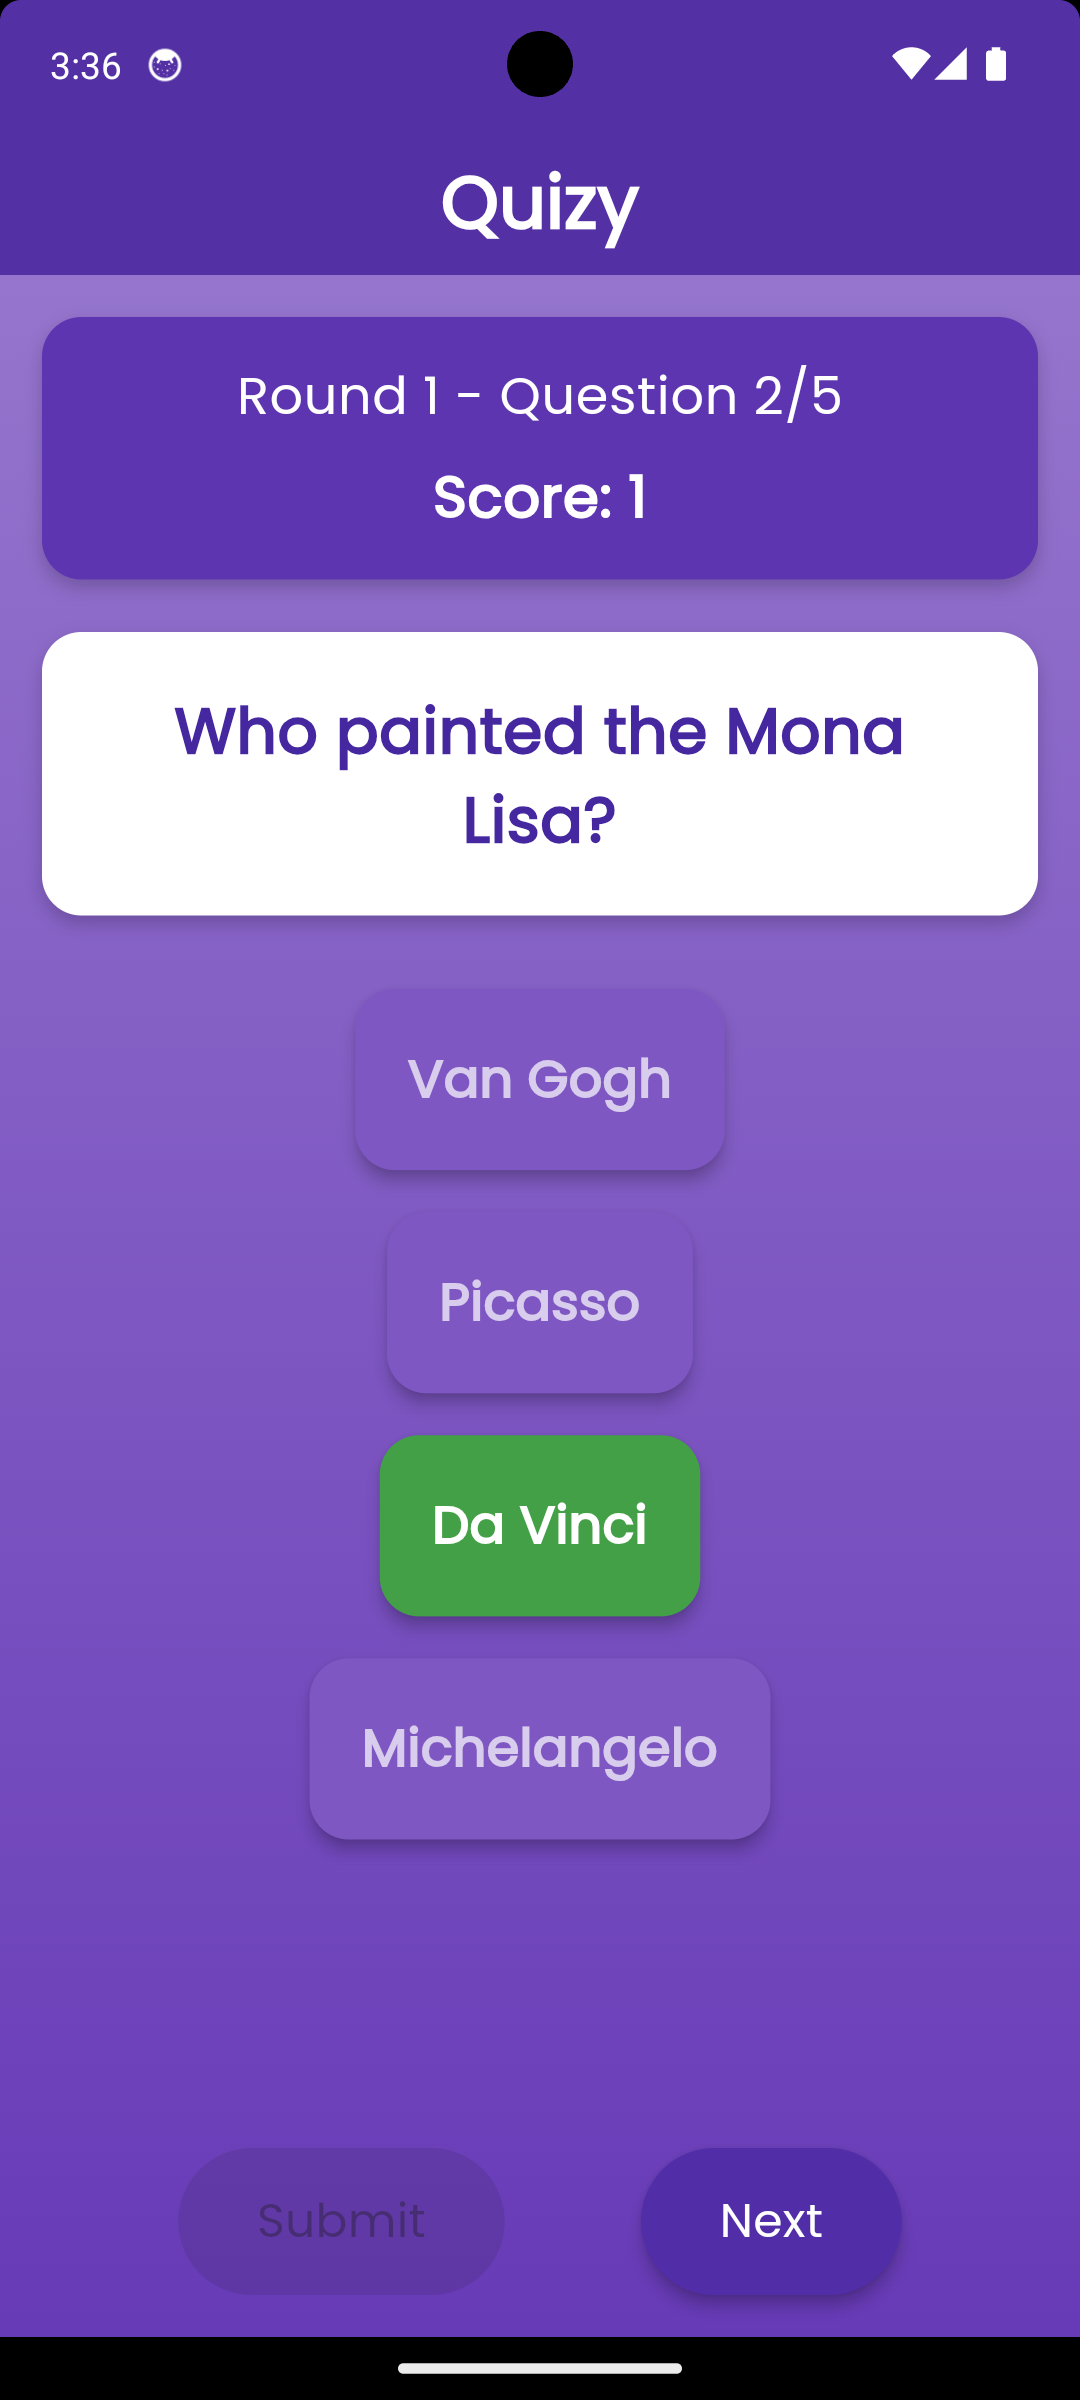 3:36
Quizy
Round 1 - Question 2/5
Score: 1
Who painted the Mona
Lisa?
Van Gogh
Picasso
Da Vinci
Michelangelo
Submit
Next